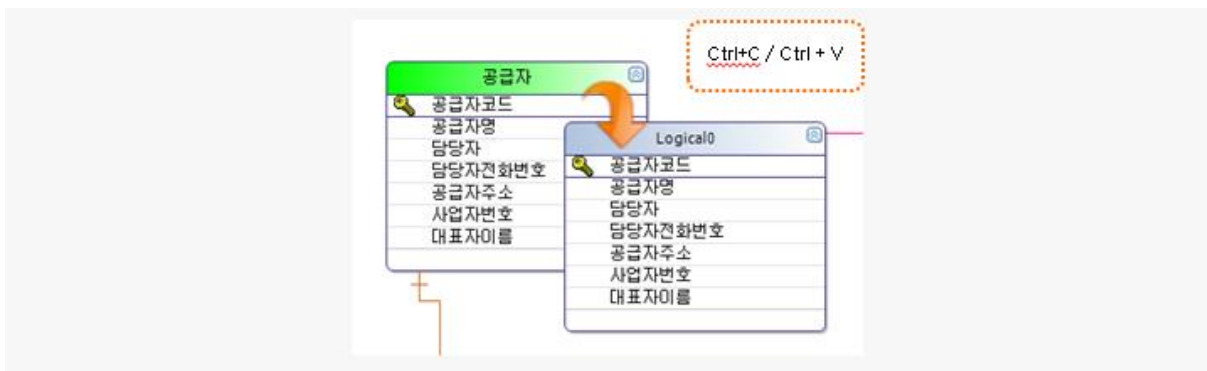 Ctrl+C / Ctrl + V
공급자
공급자코드
공급자명
담당자
담당자전화번호
공급자주소
사업자번호
대표자이름
Logical0
공급자코드
공급자명
담당자
담당자전화번호
공급자주소
사업자번호
대표자이름